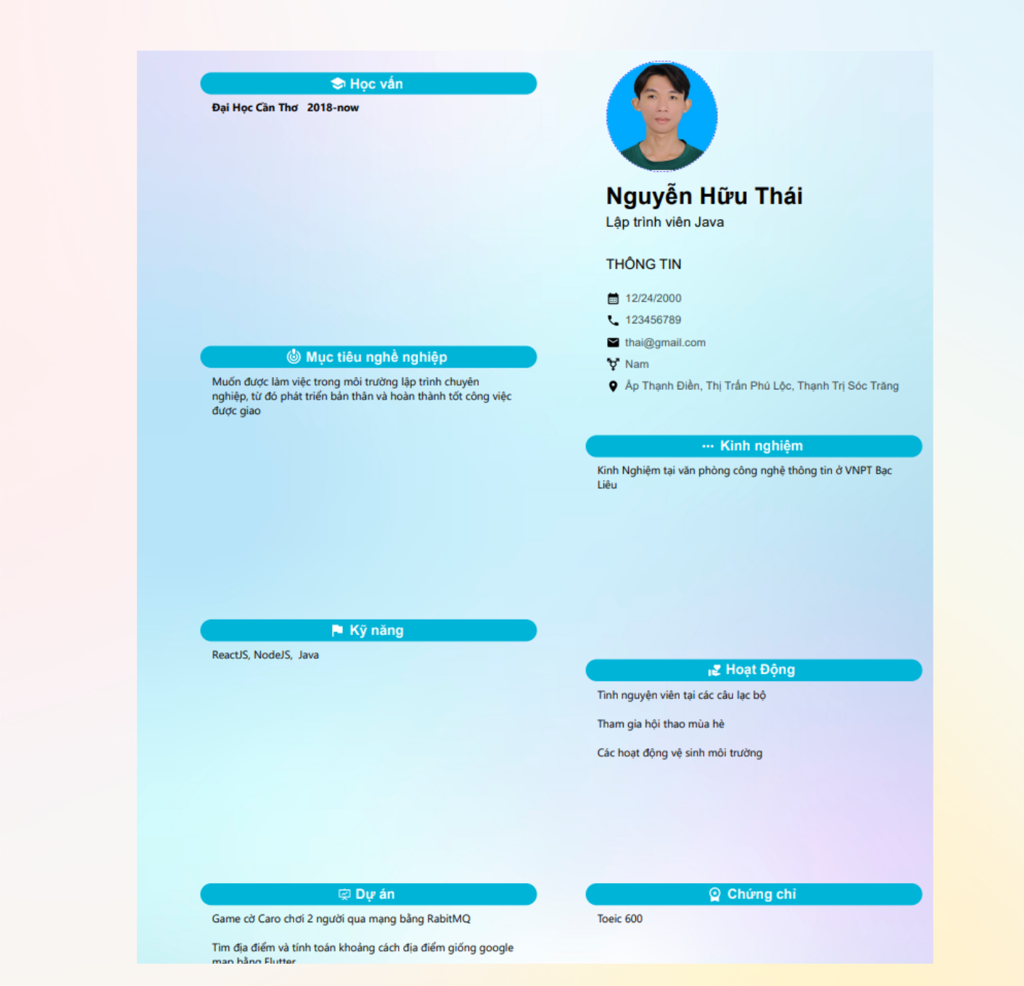 Học vấn
Đại Học Cần Thơ 2018-now
Mục tiêu nghề nghiệp
Muốn được làm việc trong môi trường lập trình chuyên
nghiệp, từ đó phát triển bản thân và hoàn thành tốt công việc
được giao
Kỹ năng
ReactJS, NodeJS, Java
Dự án
Game cờ Caro chơi 2 người qua mạng bằng RabitMQ
Tìm địa điểm và tính toán khoảng cách địa điểm giống google
map bằng Flutter
Nguyễn Hữu Thái
Lập trình viên Java
THÔNG TIN
12/24/2000
123456789
thai@gmail.com
Nam
Ấp Thạnh Điền, Thị Trấn Phú Lộc, Thạnh Trị Sóc Trăng
Kinh nghiệm
Kinh Nghiệm tại văn phòng công nghệ thông tin ở VNPT Bạc
Liêu
Hoạt Động
Tình nguyện viên tại các câu lạc bộ
Tham gia hội thao mùa hè
Các hoạt động vệ sinh môi trường
Chứng chỉ
Toeic 600